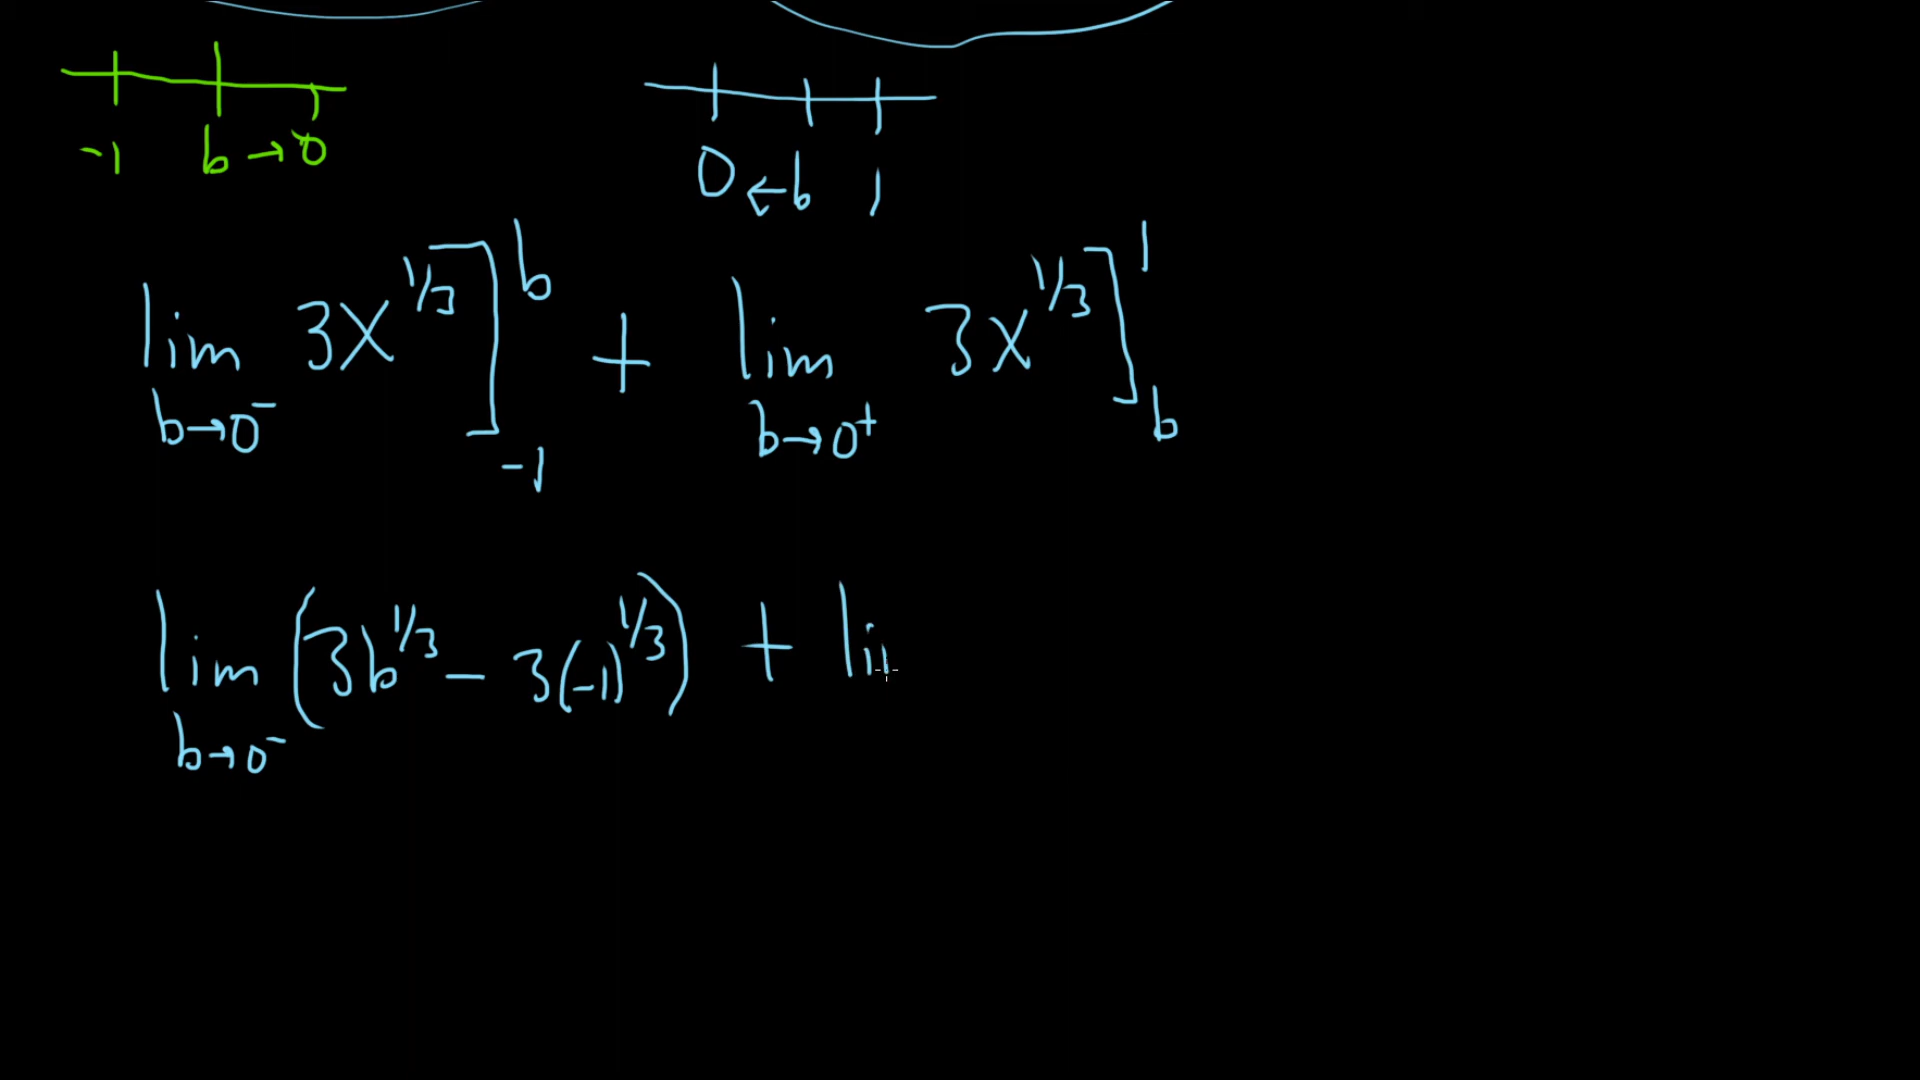 -1 b → 0 0 ← b 1
lim b→0⁻ 3x^{1/3} ]_{-1}^{b} + lim b→0⁺ 3x^{1/3} ]_{b}^{1}
lim b→0⁻ (3b^{1/3} - 3(-1)^{1/3}) + li